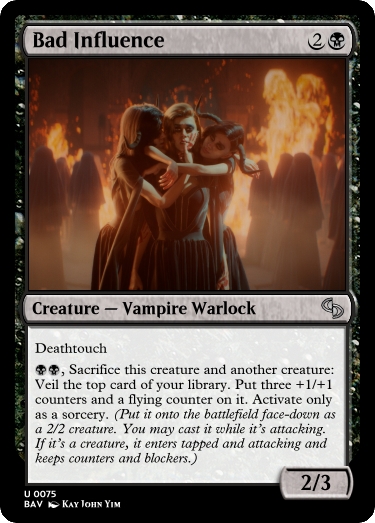 Bad Influence 2
Creature — Vampire Warlock
Deathtouch
, Sacrifice this creature and another creature:
Veil the top card of your library. Put three +1/+1
counters and a flying counter on it. Activate only
as a sorcery. (Put it onto the battlefield face-down as
a 2/2 creature. You may cast it while it's attacking.
If it's a creature, it enters tapped and attacking and
keeps counters and blockers.)
2/3
U 0075
BAV Kay John Yim